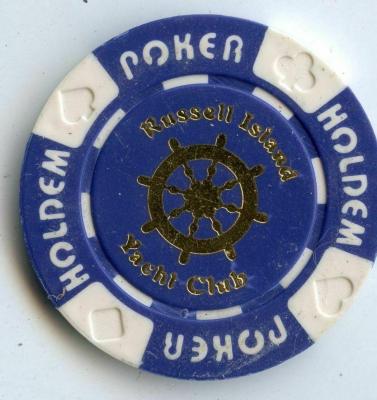 POKER
HOLDEM
POKER
HOLDEM
Russell Island
Yacht Club